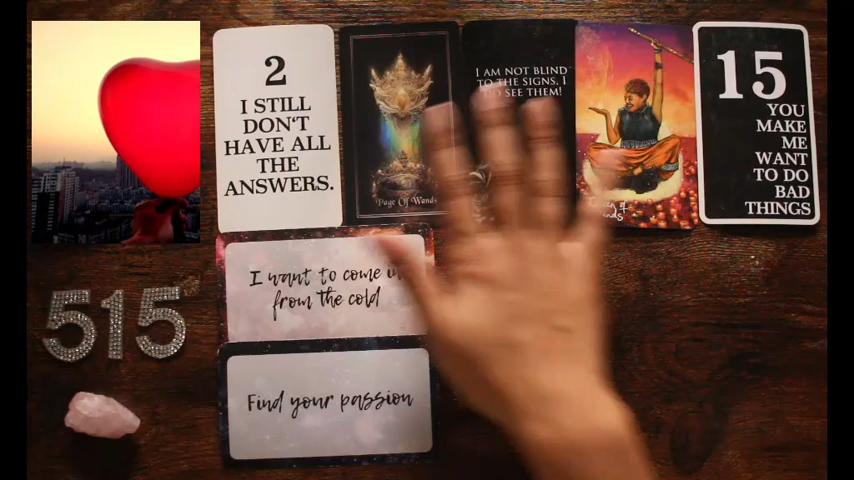 2
I STILL
DON'T
HAVE ALL
THE
ANSWERS.
Page Of Wands
I AM NOT BLIND
TO THE SIGNS. I
DO SEE THEM!
15
YOU
MAKE
ME
WANT
TO DO
BAD
THINGS
I want to come in
from the cold
Find your passion
515